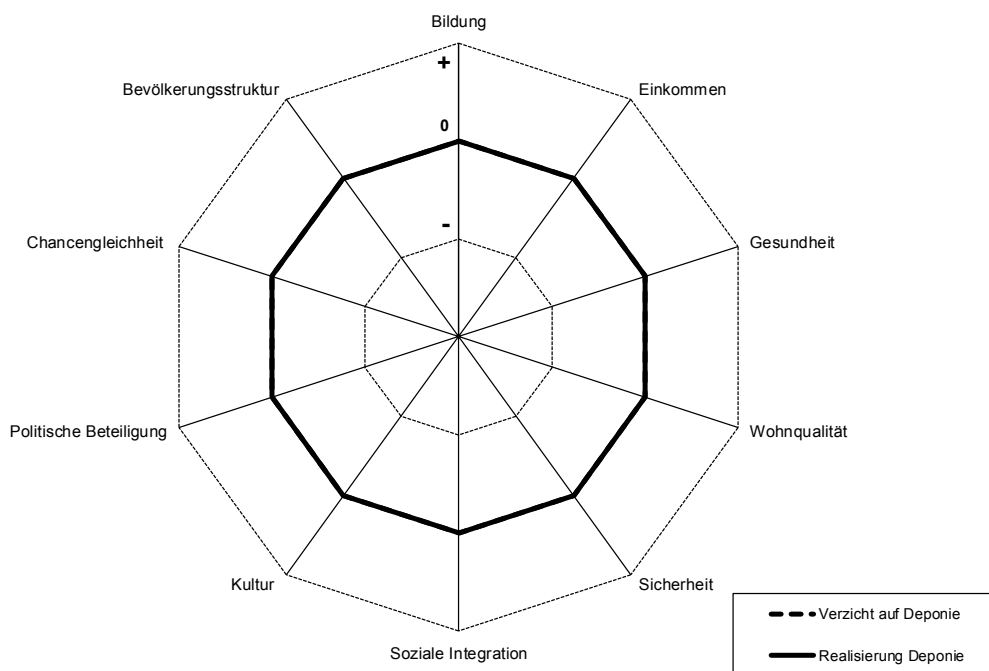 Bildung
+
Bevölkerungsstruktur
Einkommen
0
-
Chancengleichheit
Gesundheit
Politische Beteiligung
Wohnqualität
Kultur
Sicherheit
Soziale Integration
Verzicht auf Deponie
Realisierung Deponie